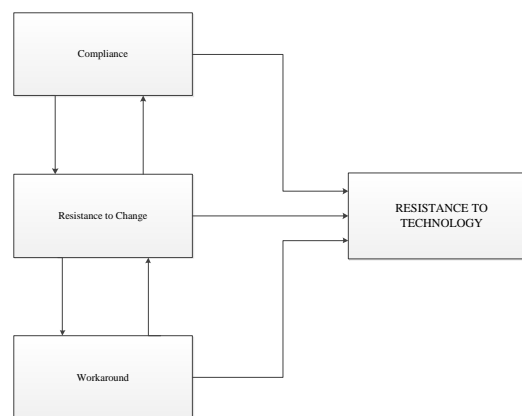 Compliance
Resistance to Change
RESISTANCE TO
TECHNOLOGY
Workaround